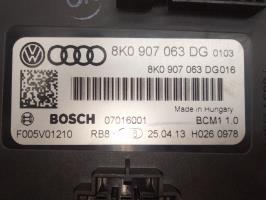 8K0 907 063 DG 0103
8K0 907 063 DG016
Made in Hungary
BOSCH 07016001 BCM1 1.0
F005V01210 RB8 25.04.13 H026 0978